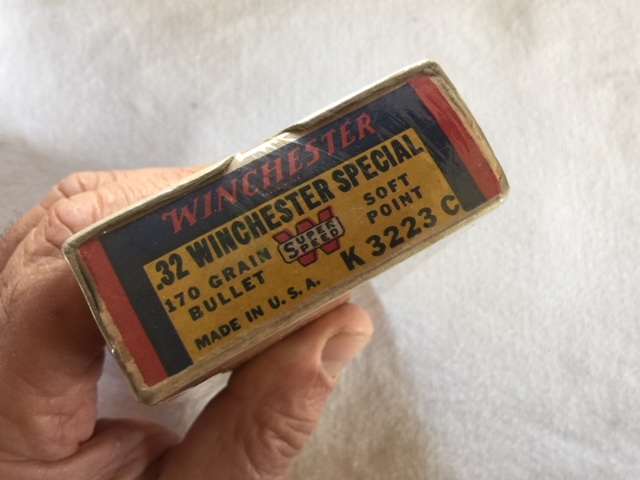 WINCHESTER
.32 WINCHESTER SPECIAL
170 GRAIN BULLET
SUPER SPEED W
SOFT POINT
MADE IN U.S.A.
K 3223 C